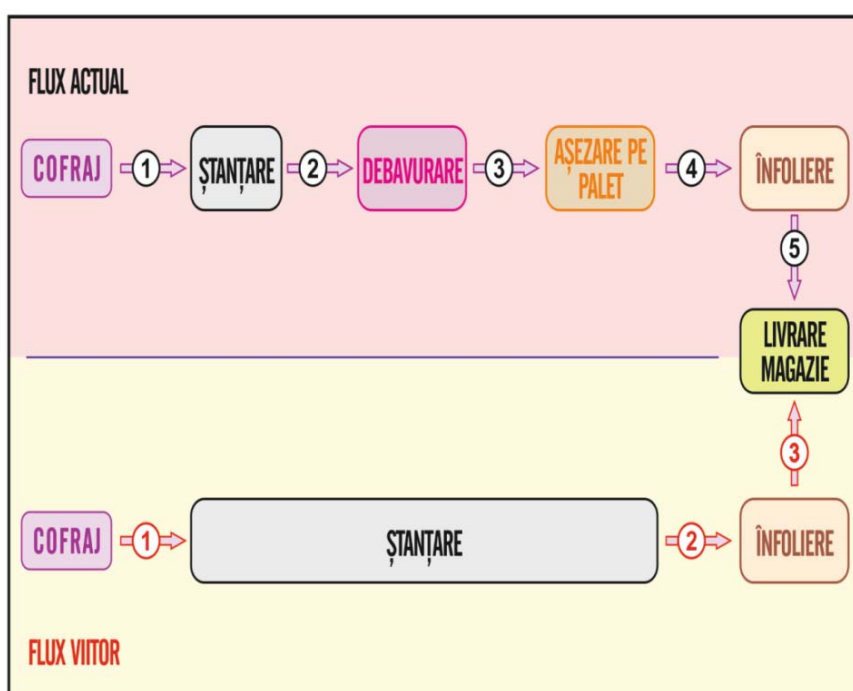 FLUX ACTUAL
COFRAJ
1
ȘTANȚARE
2
DEBAVURARE
3
AȘEZARE PE
PALET
4
ÎNFOLIERE
5
LIVRARE
MAGAZIE
3
COFRAJ
1
ȘTANȚARE
2
ÎNFOLIERE
FLUX VIITOR